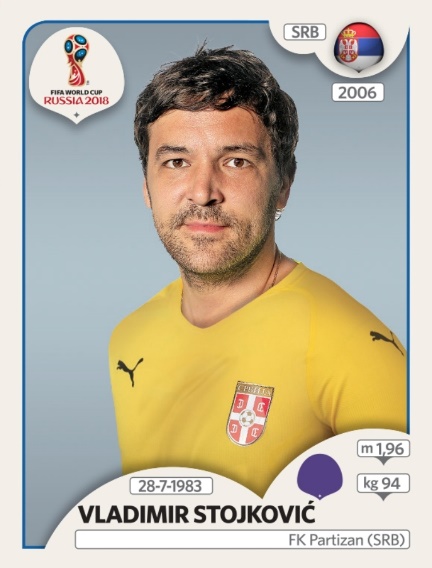 FIFA WORLD CUP
RUSSIA 2018
SRB
2006
m 1,96
kg 94
28-7-1983
VLADIMIR STOJKOVIĆ
FK Partizan (SRB)